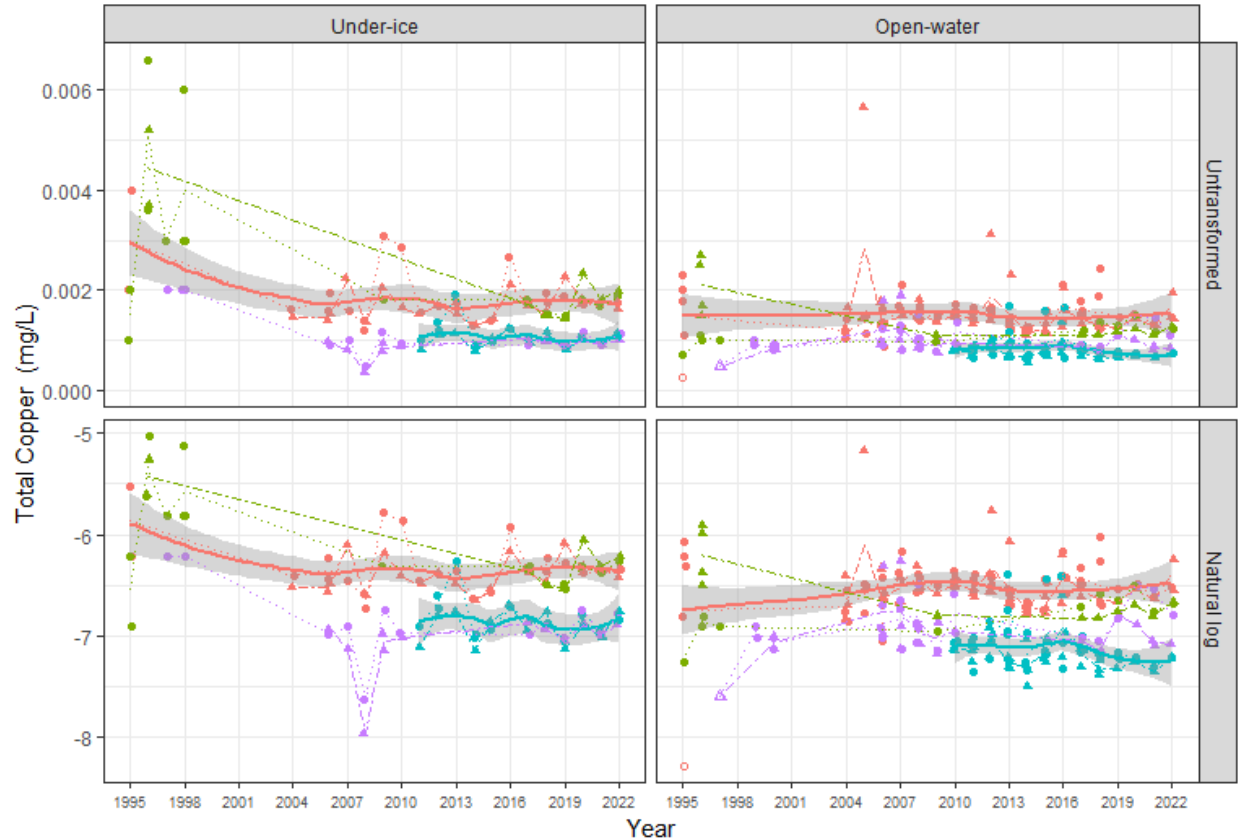 Under-ice Open-water
0.006
0.004
0.002
0.000
Untransformed
-5
-6
-7
-8
Natural log
Total Copper (mg/L)
1995 1998 2001 2004 2007 2010 2013 2016 2019 2022 1995 1998 2001 2004 2007 2010 2013 2016 2019 2022
Year